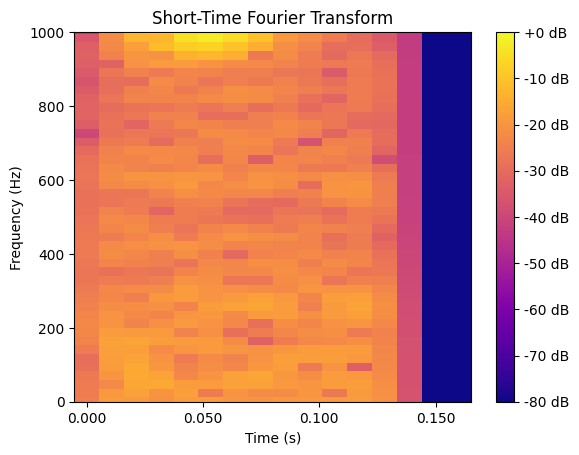 Short-Time Fourier Transform
1000
800
600
400
200
0
Frequency (Hz)
0.000
0.050
0.100
0.150
Time (s)
+0 dB
-10 dB
-20 dB
-30 dB
-40 dB
-50 dB
-60 dB
-70 dB
-80 dB